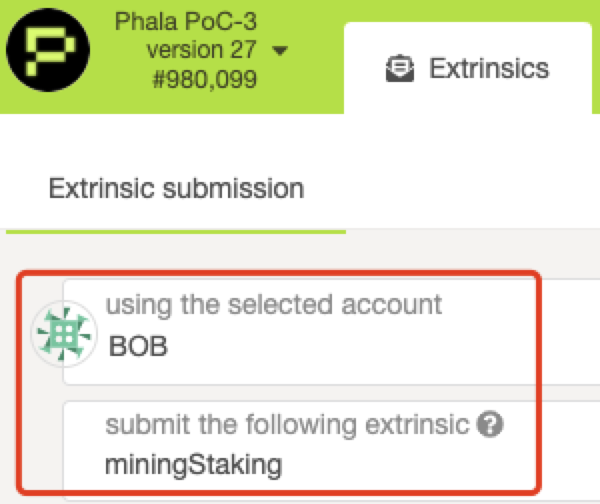 Phala PoC-3
version 27
#980,099
Extrinsics
Extrinsic submission
using the selected account
BOB
submit the following extrinsic ?
miningStaking